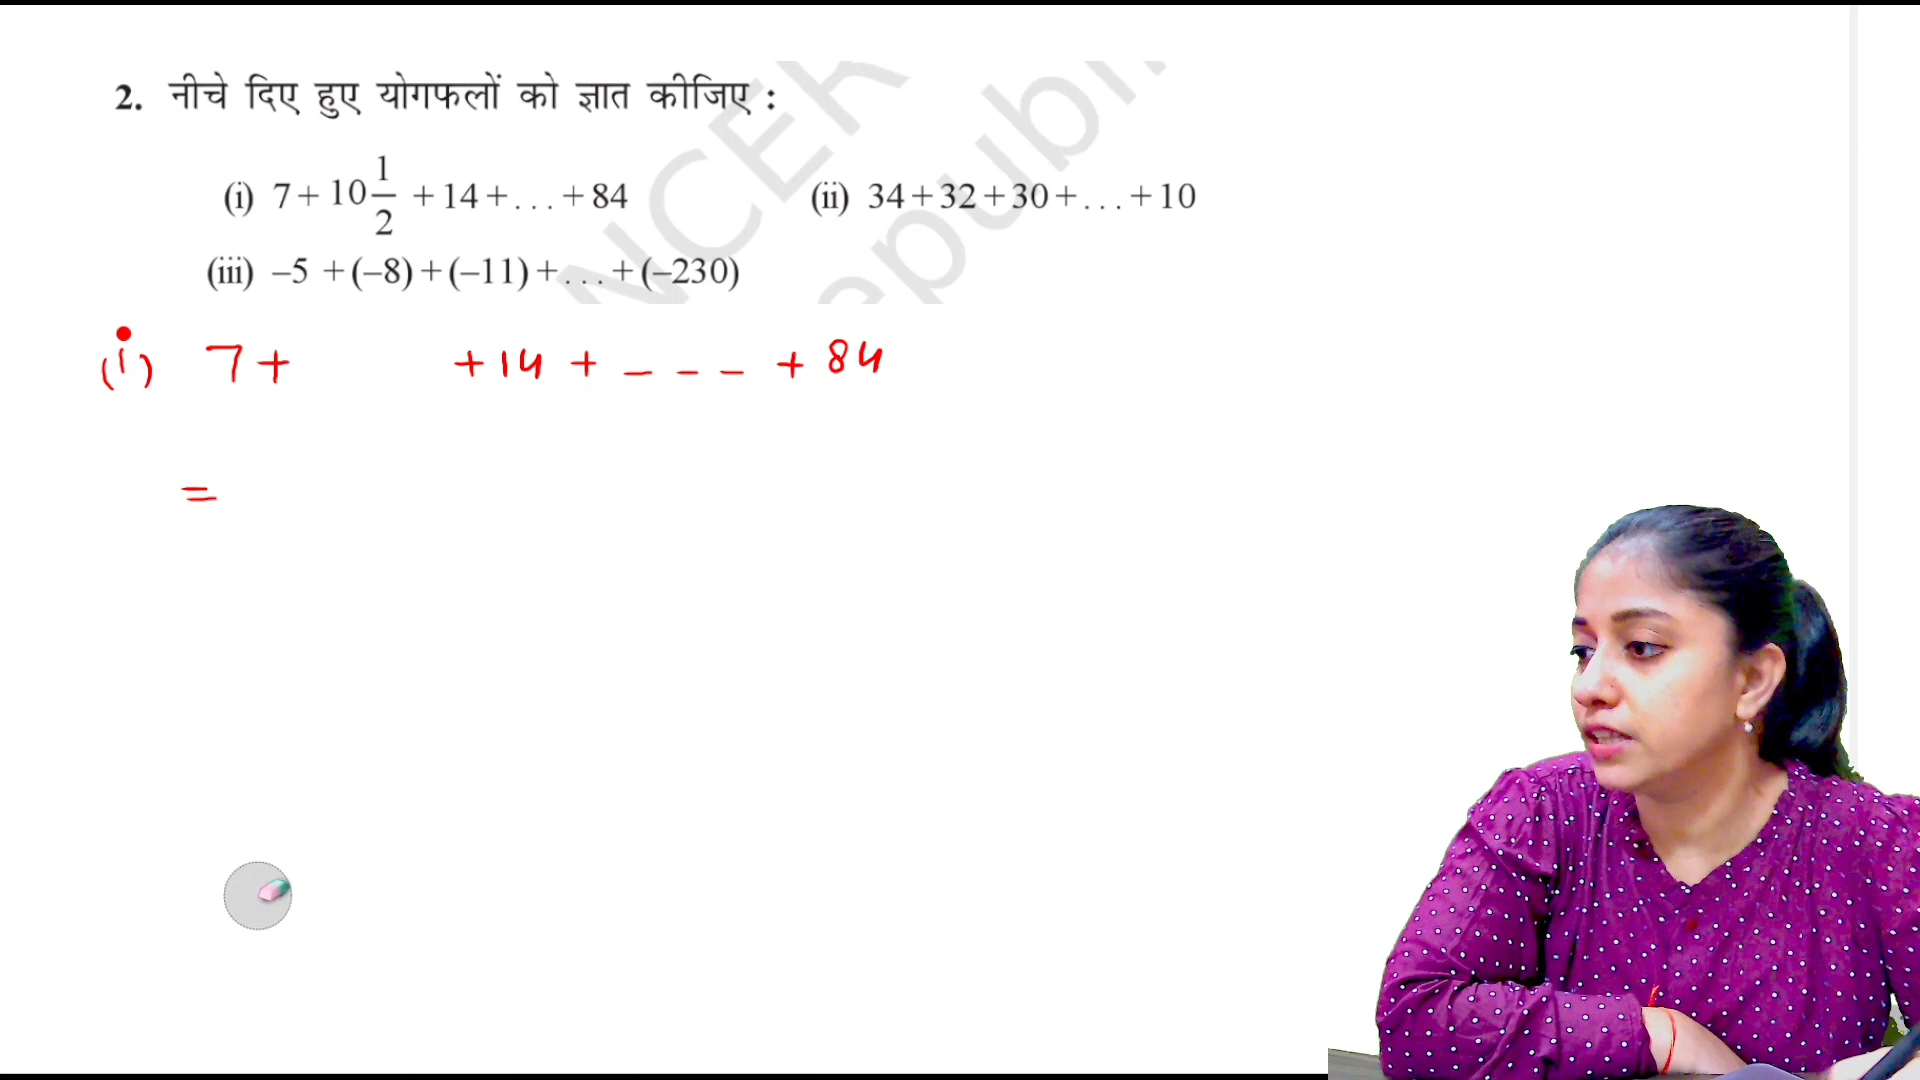 2. नीचे दिए हुए योगफलों को ज्ञात कीजिए :
(i) 7 + 10 1/2 + 14 + . . . + 84 (ii) 34 + 32 + 30 + . . . + 10
(iii) –5 + (–8) + (–11) + . . . + (–230)
(i) 7 + + 14 + _ _ _ + 84
=